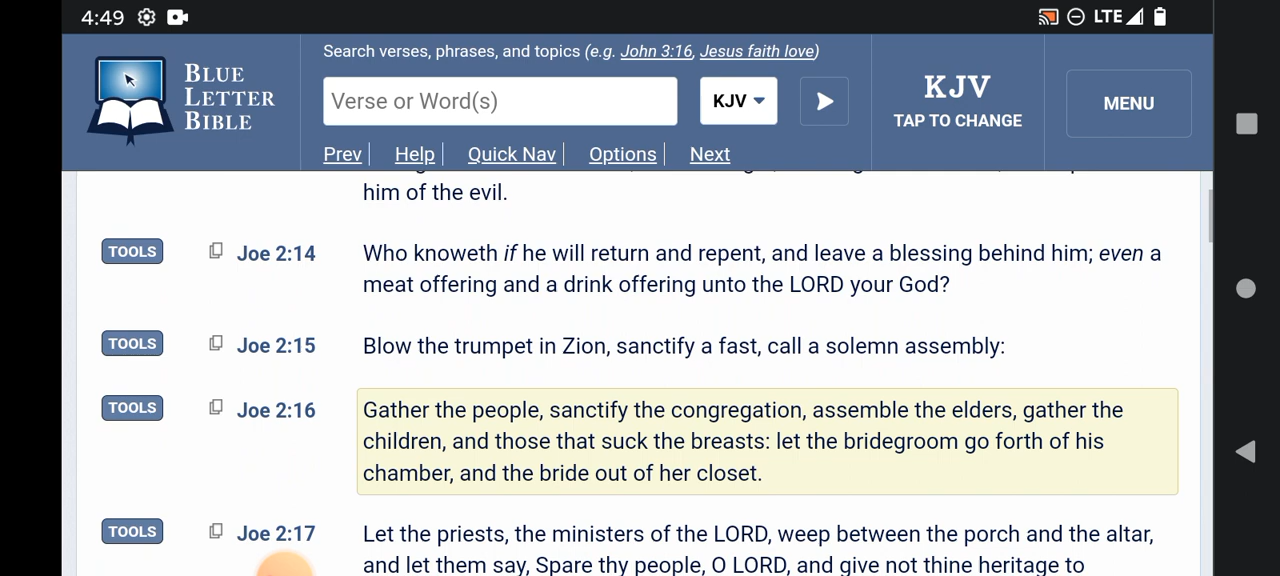 4:49
LTE
BLUE
LETTER
BIBLE
Search verses, phrases, and topics (e.g. John 3:16, Jesus faith love)
Verse or Word(s)
KJV
KJV
TAP TO CHANGE
MENU
Prev
Help
Quick Nav
Options
Next
him of the evil.
TOOLS
Joe 2:14
Who knoweth if he will return and repent, and leave a blessing behind him; even a
meat offering and a drink offering unto the LORD your God?
TOOLS
Joe 2:15
Blow the trumpet in Zion, sanctify a fast, call a solemn assembly:
TOOLS
Joe 2:16
Gather the people, sanctify the congregation, assemble the elders, gather the
children, and those that suck the breasts: let the bridegroom go forth of his
chamber, and the bride out of her closet.
TOOLS
Joe 2:17
Let the priests, the ministers of the LORD, weep between the porch and the altar,
and let them say, Spare thy people, O LORD, and give not thine heritage to